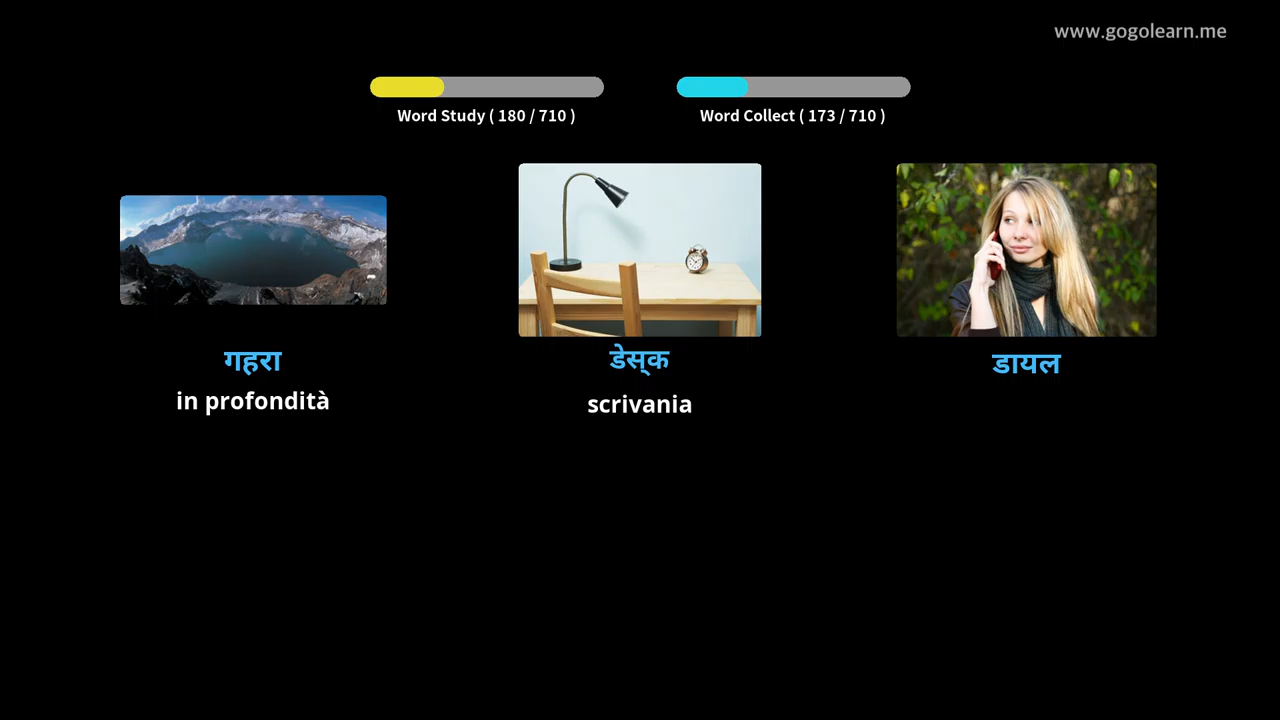 www.gogolearn.me
Word Study ( 180 / 710 )
Word Collect ( 173 / 710 )
गहरा
in profondità
डेस्‌क
scrivania
डायल